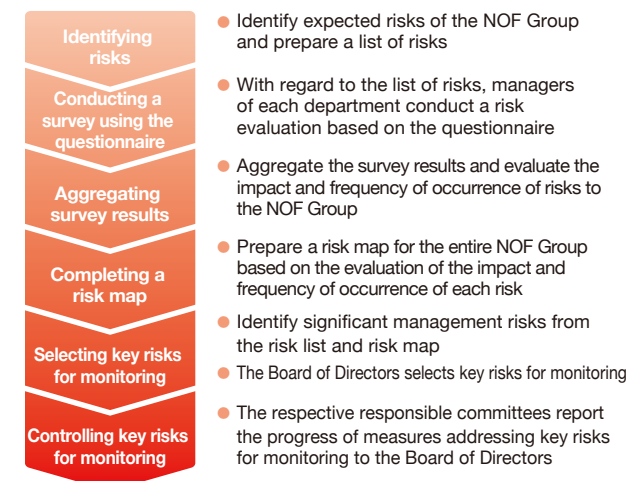 Identifying
risks
Identify expected risks of the NOF Group
and prepare a list of risks
Conducting a
survey using the
questionnaire
With regard to the list of risks, managers
of each department conduct a risk
evaluation based on the questionnaire
Aggregating
survey results
Aggregate the survey results and evaluate the
impact and frequency of occurrence of risks to
the NOF Group
Completing a
risk map
Prepare a risk map for the entire NOF Group
based on the evaluation of the impact and
frequency of occurrence of each risk
Selecting key risks
for monitoring
Identify significant management risks from
the risk list and risk map
The Board of Directors selects key risks for monitoring
Controlling key risks
for monitoring
The respective responsible committees report
the progress of measures addressing key risks
for monitoring to the Board of Directors